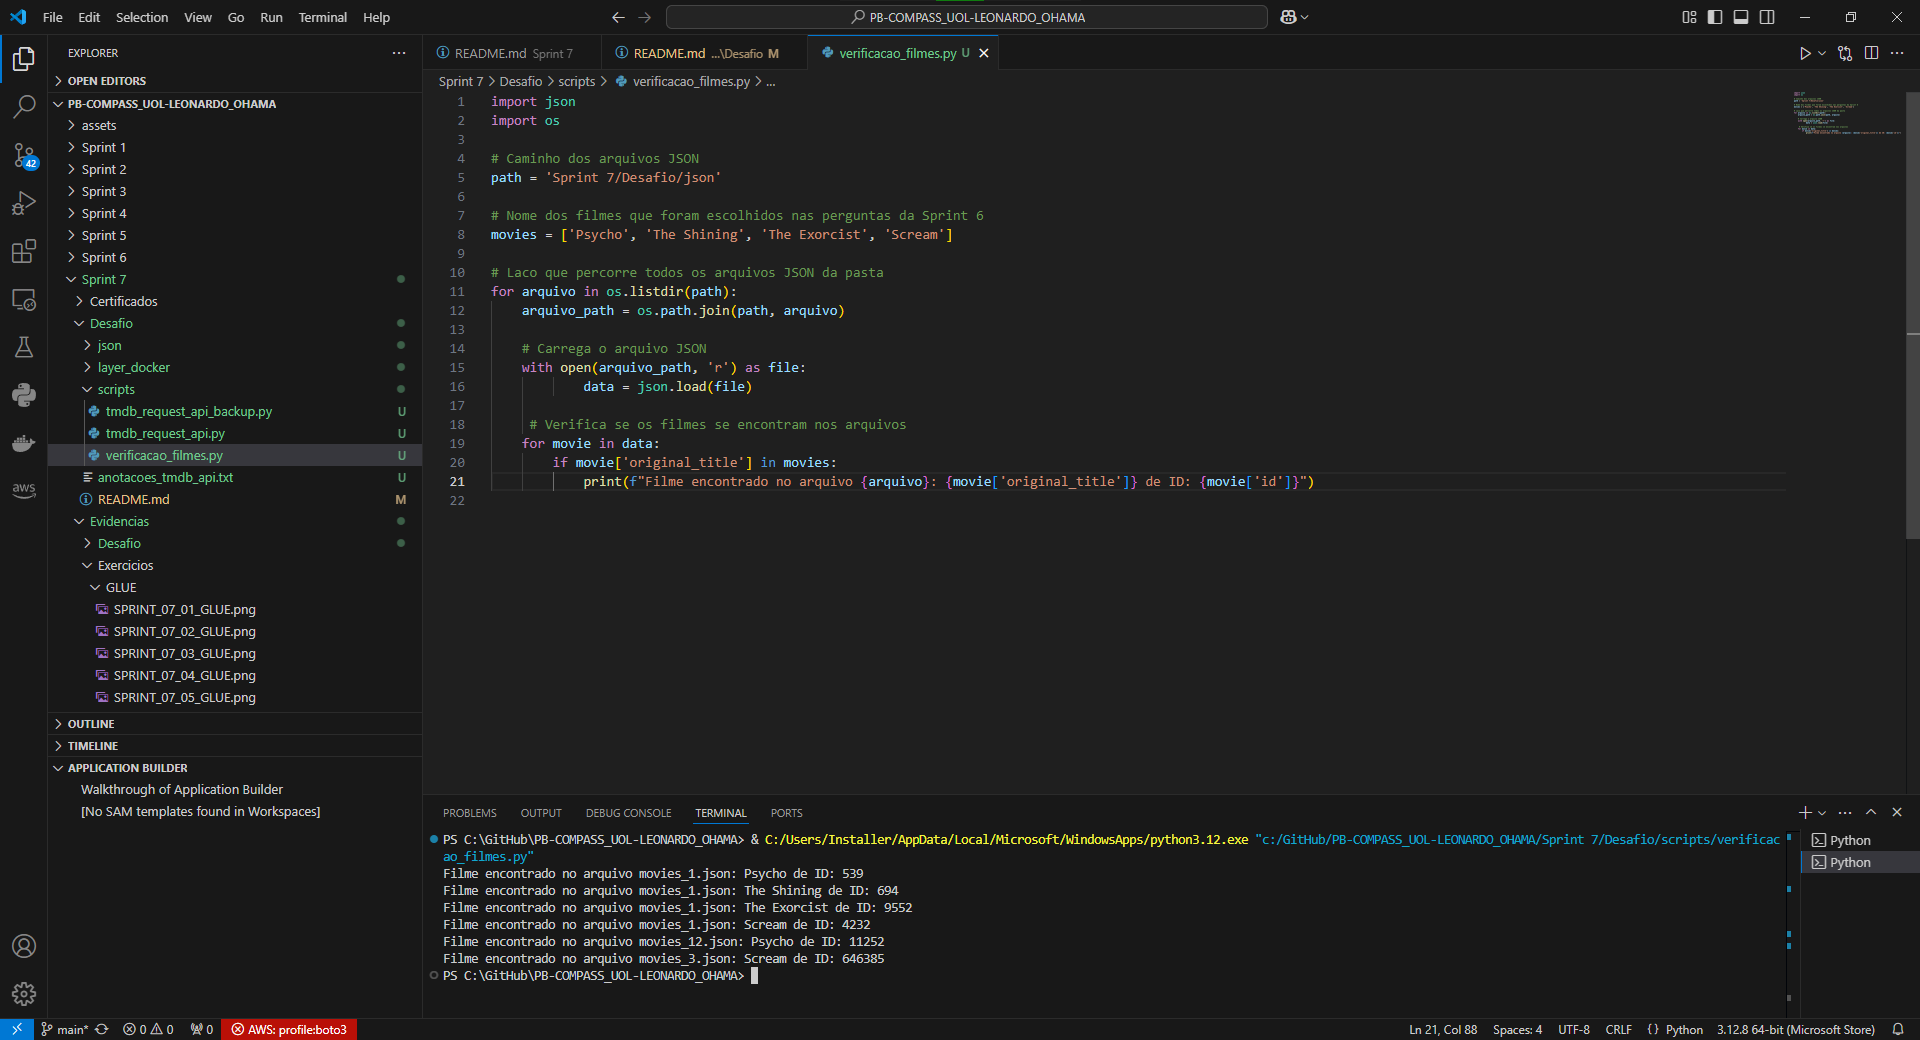 File Edit Selection View Go Run Terminal Help
PB-COMPASS_UOL-LEONARDO_OHAMA
EXPLORER
OPEN EDITORS
PB-COMPASS_UOL-LEONARDO_OHAMA
assets
Sprint 1
Sprint 2
Sprint 3
Sprint 4
Sprint 5
Sprint 6
Sprint 7
Certificados
Desafio
json
layer_docker
scripts
tmdb_request_api_backup.py U
tmdb_request_api.py U
verificacao_filmes.py U
anotacoes_tmdb_api.txt U
README.md M
Evidencias
Desafio
Exercicios
GLUE
SPRINT_07_01_GLUE.png
SPRINT_07_02_GLUE.png
SPRINT_07_03_GLUE.png
SPRINT_07_04_GLUE.png
SPRINT_07_05_GLUE.png
OUTLINE
TIMELINE
APPLICATION BUILDER
Walkthrough of Application Builder
[No SAM templates found in Workspaces]
42
aws
README.md Sprint 7
README.md ...\Desafio M
verificacao_filmes.py U
Sprint 7 > Desafio > scripts > verificacao_filmes.py > ...
1 import json
2 import os
3
4 # Caminho dos arquivos JSON
5 path = 'Sprint 7/Desafio/json'
6
7 # Nome dos filmes que foram escolhidos nas perguntas da Sprint 6
8 movies = ['Psycho', 'The Shining', 'The Exorcist', 'Scream']
9
10 # Laco que percorre todos os arquivos JSON da pasta
11 for arquivo in os.listdir(path):
12 arquivo_path = os.path.join(path, arquivo)
13
14 # Carrega o arquivo JSON
15 with open(arquivo_path, 'r') as file:
16 data = json.load(file)
17
18 # Verifica se os filmes se encontram nos arquivos
19 for movie in data:
20 if movie['original_title'] in movies:
21 print(f"Filme encontrado no arquivo {arquivo}: {movie['original_title']} de ID: {movie['id']}")
22
PROBLEMS OUTPUT DEBUG CONSOLE TERMINAL PORTS
PS C:\GitHub\PB-COMPASS_UOL-LEONARDO_OHAMA> & C:/Users/Installer/AppData/Local/Microsoft/WindowsApps/python3.12.exe "c:/GitHub/PB-COMPASS_UOL-LEONARDO_OHAMA/Sprint 7/Desafio/scripts/verificac
ao_filmes.py"
Filme encontrado no arquivo movies_1.json: Psycho de ID: 539
Filme encontrado no arquivo movies_1.json: The Shining de ID: 694
Filme encontrado no arquivo movies_1.json: The Exorcist de ID: 9552
Filme encontrado no arquivo movies_1.json: Scream de ID: 4232
Filme encontrado no arquivo movies_12.json: Psycho de ID: 11252
Filme encontrado no arquivo movies_3.json: Scream de ID: 646385
PS C:\GitHub\PB-COMPASS_UOL-LEONARDO_OHAMA>
Python
Python
main* 0 0 0 AWS: profile:boto3
Ln 21, Col 88 Spaces: 4 UTF-8 CRLF {} Python 3.12.8 64-bit (Microsoft Store)